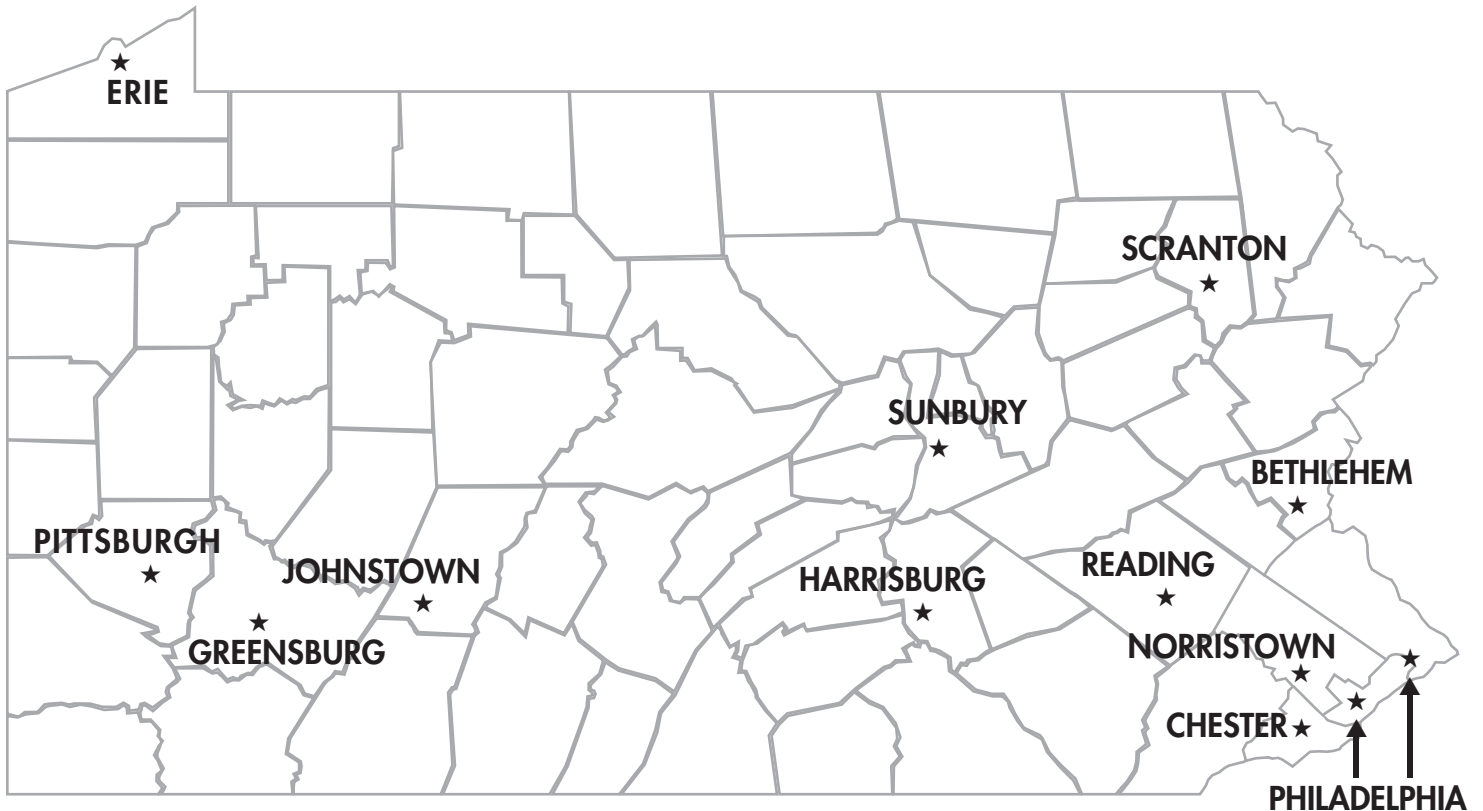 ERIE
SCRANTON
SUNBURY
BETHLEHEM
PITTSBURGH
JOHNSTOWN
HARRISBURG
READING
GREENSBURG
NORRISTOWN
CHESTER
PHILADELPHIA